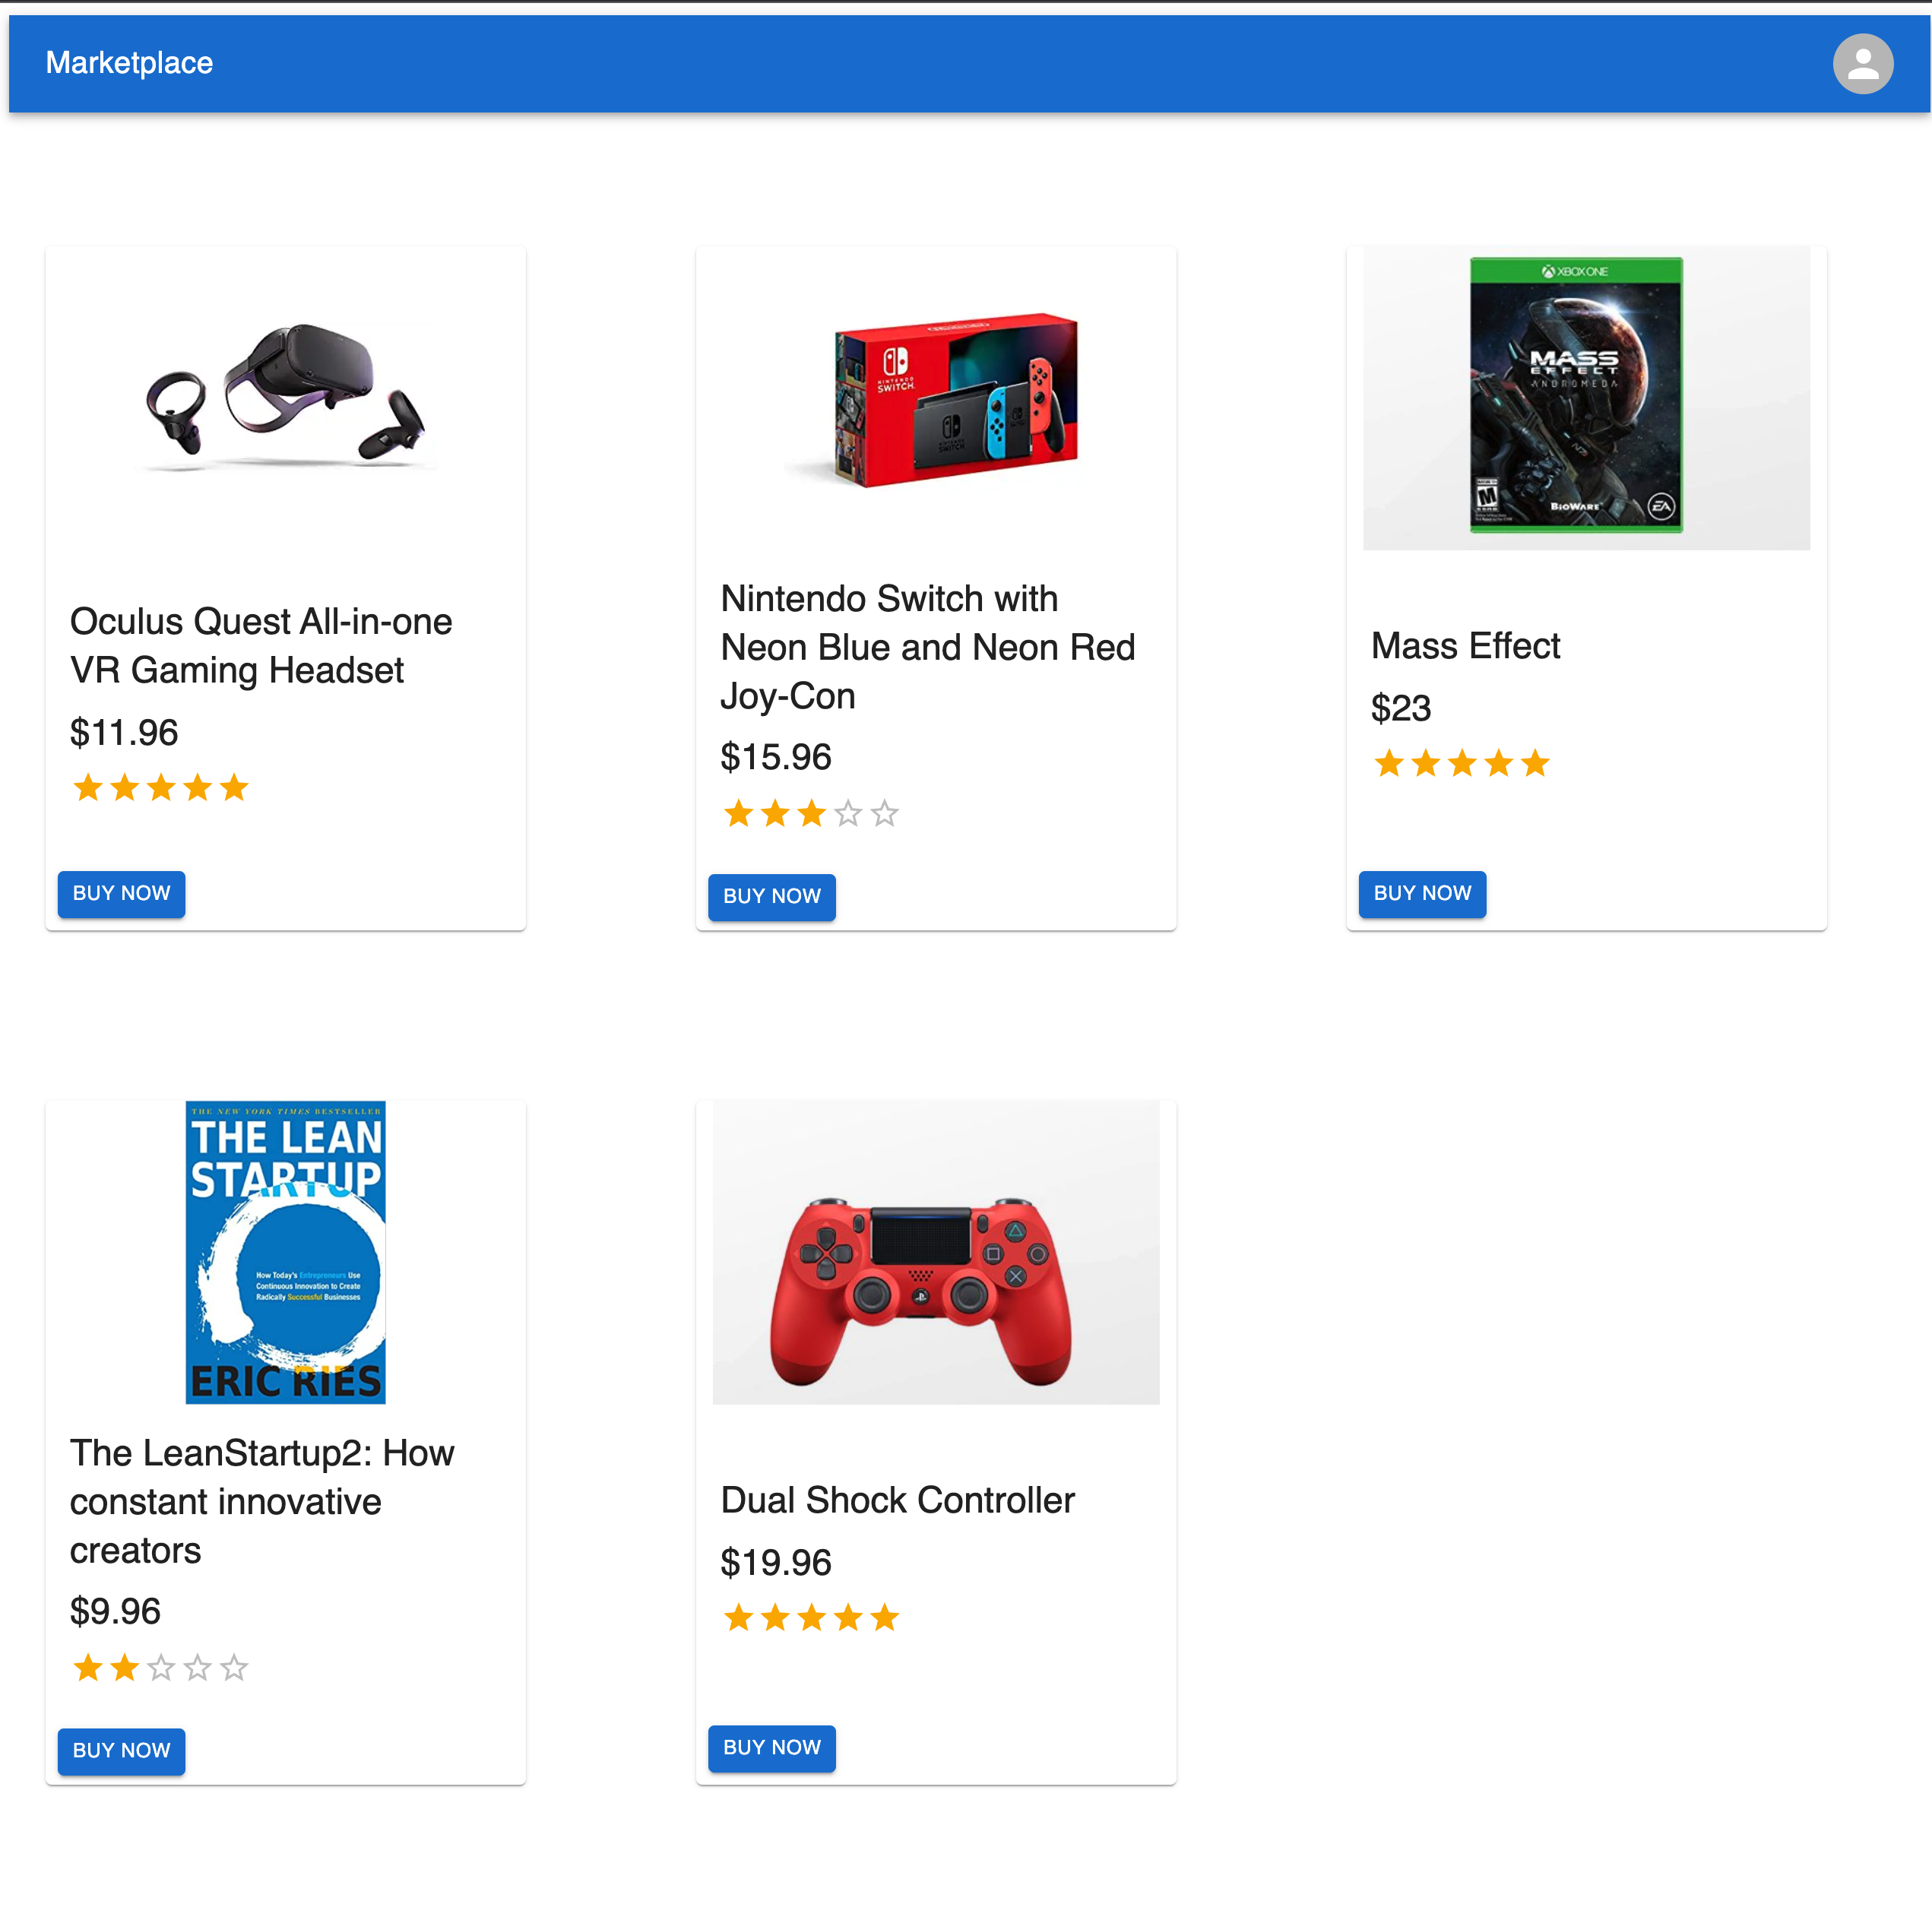 Marketplace
NINTENDO
SWITCH
XBOX ONE
MASS
EFFECT
ANDROMEDA
N7
M
BIOWARE
EA
Oculus Quest All-in-one
VR Gaming Headset
$11.96
BUY NOW
Nintendo Switch with
Neon Blue and Neon Red
Joy-Con
$15.96
BUY NOW
Mass Effect
$23
BUY NOW
THE NEW YORK TIMES BESTSELLER
THE LEAN
STARTUP
How Today's Entrepreneurs Use
Continuous Innovation to Create
Radically Successful Businesses
ERIC RIES
The LeanStartup2: How
constant innovative
creators
$9.96
BUY NOW
Dual Shock Controller
$19.96
BUY NOW